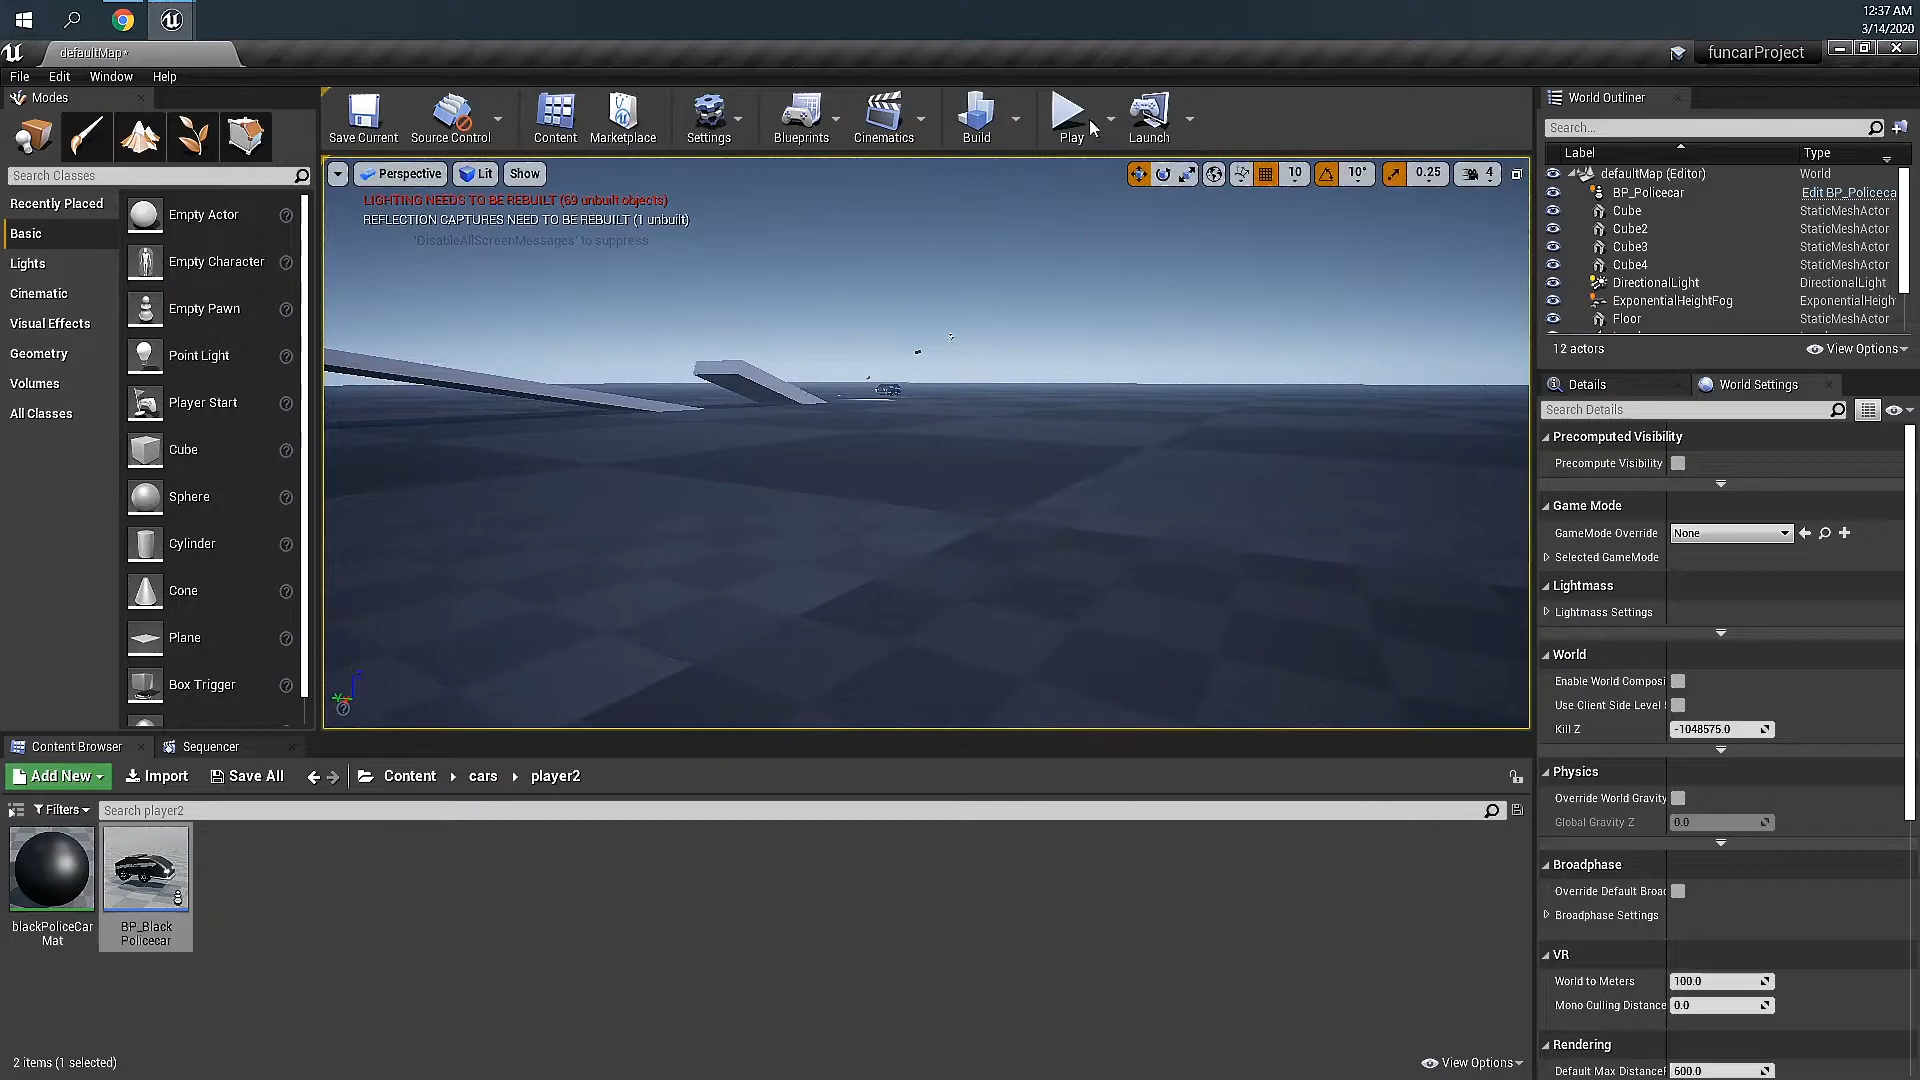 12:37 AM
3/14/2020
defaultMap*
funcarProject
File Edit Window Help
Modes
Search Classes
Recently Placed
Basic
Lights
Cinematic
Visual Effects
Geometry
Volumes
All Classes
Empty Actor
Empty Character
Empty Pawn
Point Light
Player Start
Cube
Sphere
Cylinder
Cone
Plane
Box Trigger
Save Current
Source Control
Content
Marketplace
Settings
Blueprints
Cinematics
Build
Play
Launch
Perspective
Lit
Show
10
10°
0.25
4
LIGHTING NEEDS TO BE REBUILT (69 unbuilt objects)
REFLECTION CAPTURES NEED TO BE REBUILT (1 unbuilt)
'DisableAllScreenMessages' to suppress
World Outliner
Search...
Label Type
defaultMap (Editor) World
BP_Policecar Edit BP_Policeca
Cube StaticMeshActor
Cube2 StaticMeshActor
Cube3 StaticMeshActor
Cube4 StaticMeshActor
DirectionalLight DirectionalLight
ExponentialHeightFog ExponentialHeigh
Floor StaticMeshActor
12 actors
View Options
Details
World Settings
Search Details
Precomputed Visibility
Precompute Visibility
Game Mode
GameMode Override None
Selected GameMode
Lightmass
Lightmass Settings
World
Enable World Composi
Use Client Side Level
Kill Z -1048575.0
Physics
Override World Gravity
Global Gravity Z 0.0
Broadphase
Override Default Broad
Broadphase Settings
VR
World to Meters 100.0
Mono Culling Distance 0.0
Rendering
Default Max DistanceF 600.0
Content Browser
Sequencer
Add New
Import
Save All
Content cars player2
Filters
Search player2
blackPoliceCar
Mat
BP_Black
Policecar
2 items (1 selected)
View Options